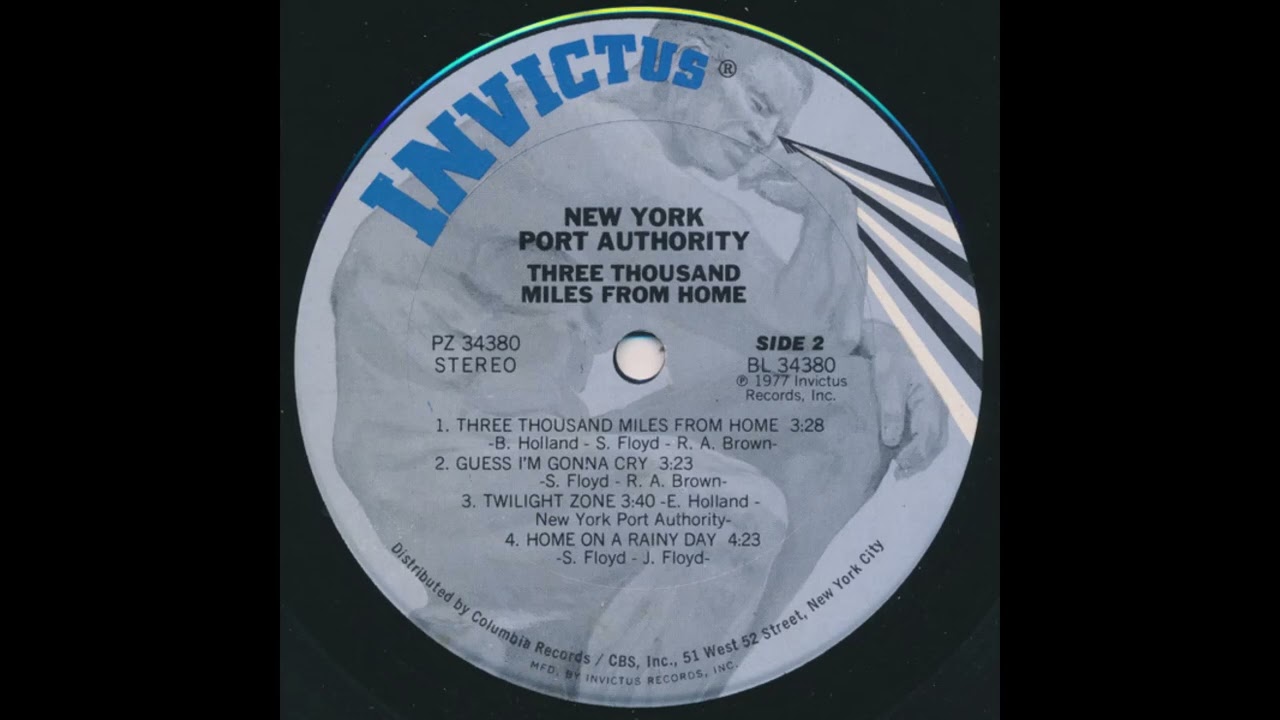 INVICTUS®
NEW YORK
PORT AUTHORITY
THREE THOUSAND
MILES FROM HOME
PZ 34380
STEREO
SIDE 2
BL 34380
℗ 1977 Invictus
Records, Inc.
1. THREE THOUSAND MILES FROM HOME 3:28
-B. Holland - S. Floyd - R. A. Brown-
2. GUESS I'M GONNA CRY 3:23
-S. Floyd - R. A. Brown-
3. TWILIGHT ZONE 3:40 -E. Holland -
New York Port Authority-
4. HOME ON A RAINY DAY 4:23
-S. Floyd - J. Floyd-
Distributed by Columbia Records / CBS, Inc., 51 West 52 Street, New York City
MFD. BY INVICTUS RECORDS, INC.